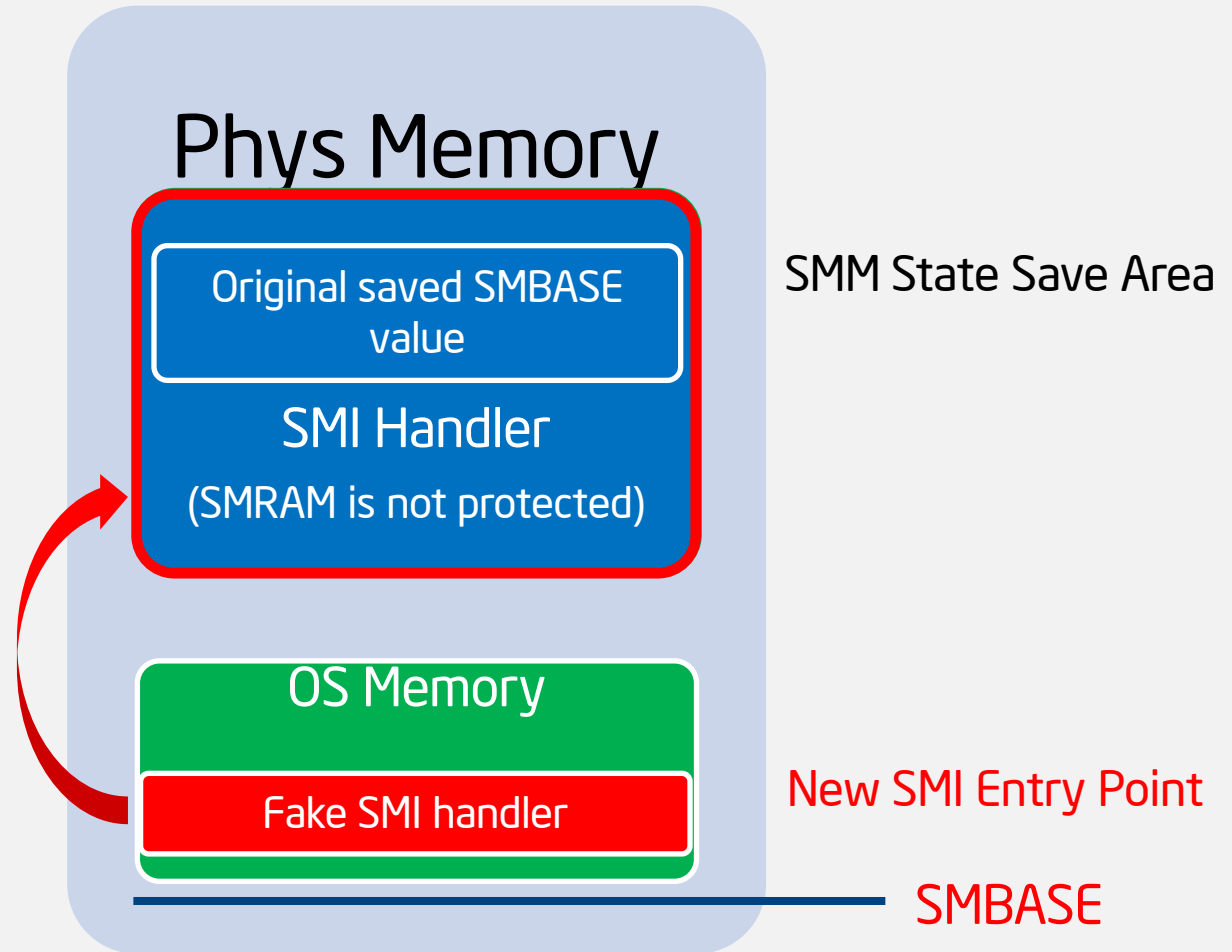 Phys Memory
Original saved SMBASE
value
SMM State Save Area
SMI Handler
(SMRAM is not protected)
OS Memory
Fake SMI handler
New SMI Entry Point
SMBASE